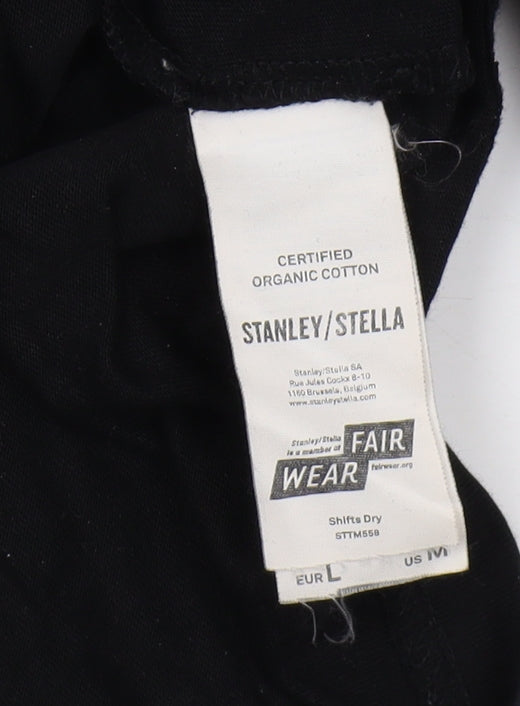 CERTIFIED
ORGANIC COTTON
STANLEY/STELLA
Stanley/Stella SA
Rue Jules Cockx 8-10
1160 Brussels, Belgium
www.stanleystella.com
Stanley/Stella
is a member of
FAIR
WEAR
fairwear.org
Shifts Dry
STTM558
EUR L
US M